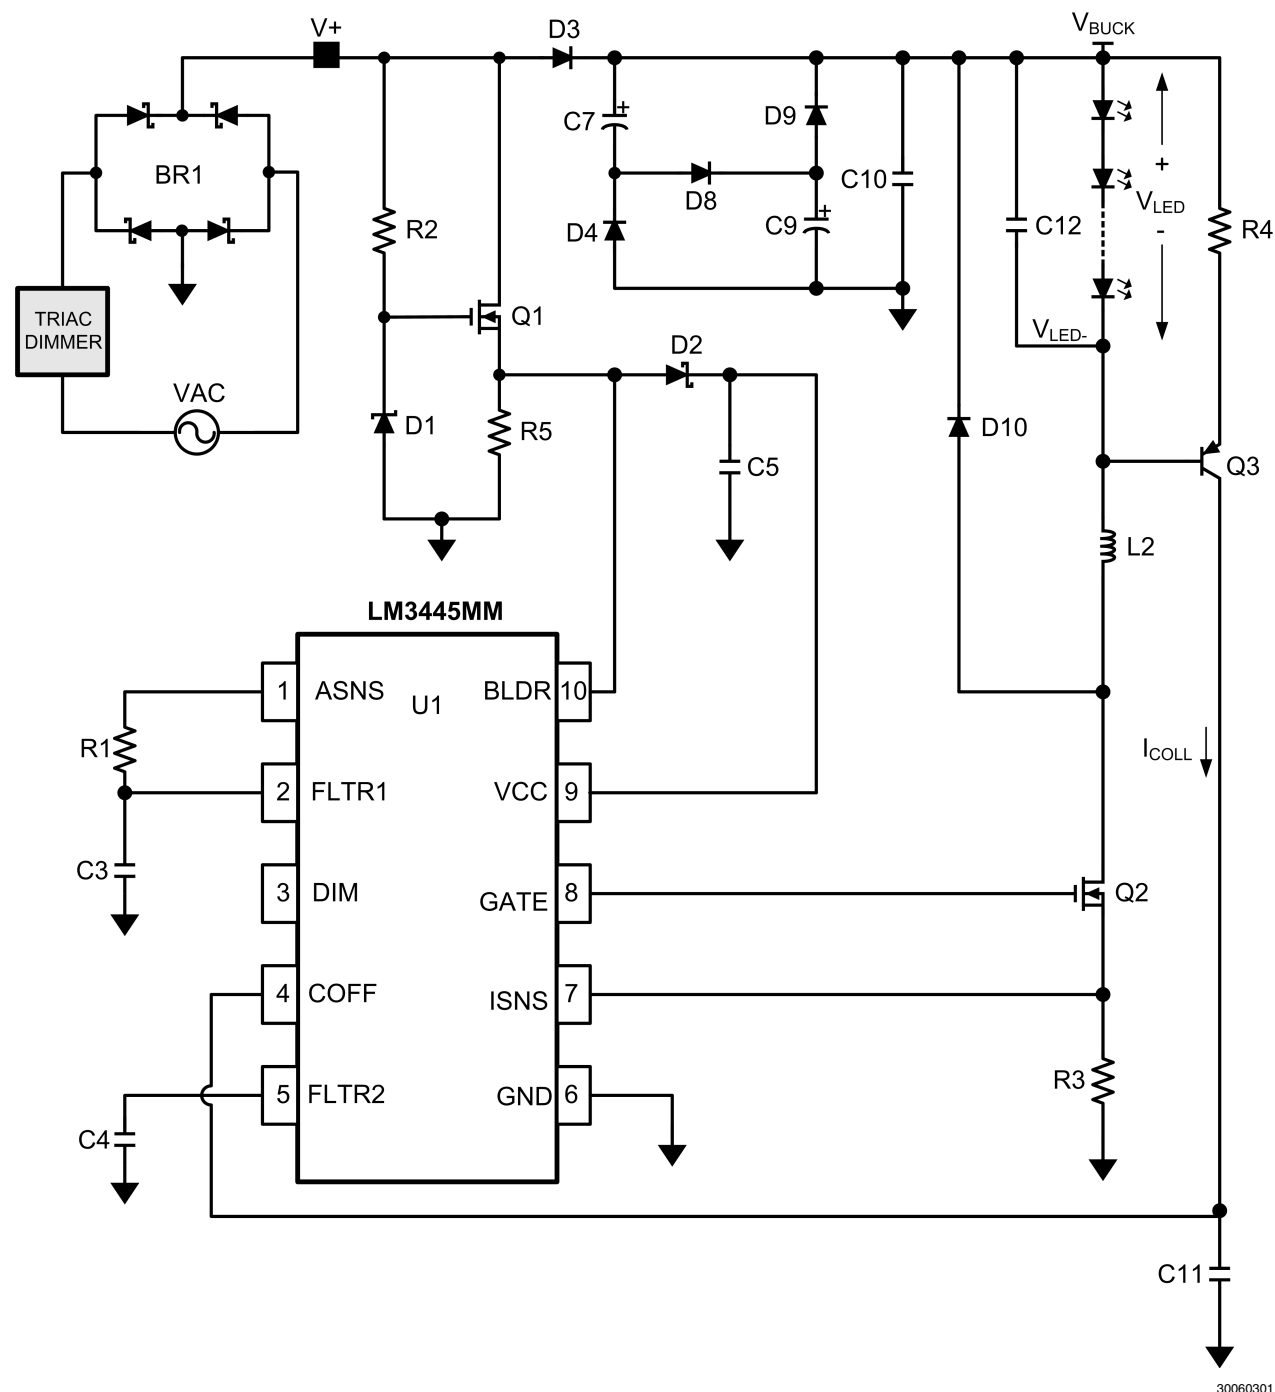 V+
D3
VBUCK
C7
+
D9
BR1
D8
C10
+
VLED
-
R2
D4
C9
+
C12
R4
TRIAC
DIMMER
Q1
VLED-
D2
VAC
D1
R5
D10
C5
Q3
L2
LM3445MM
1
ASNS
U1
BLDR
10
R1
ICOLL
2
FLTR1
VCC
9
C3
3
DIM
GATE
8
Q2
4
COFF
ISNS
7
R3
5
FLTR2
GND
6
C4
C11
30060301